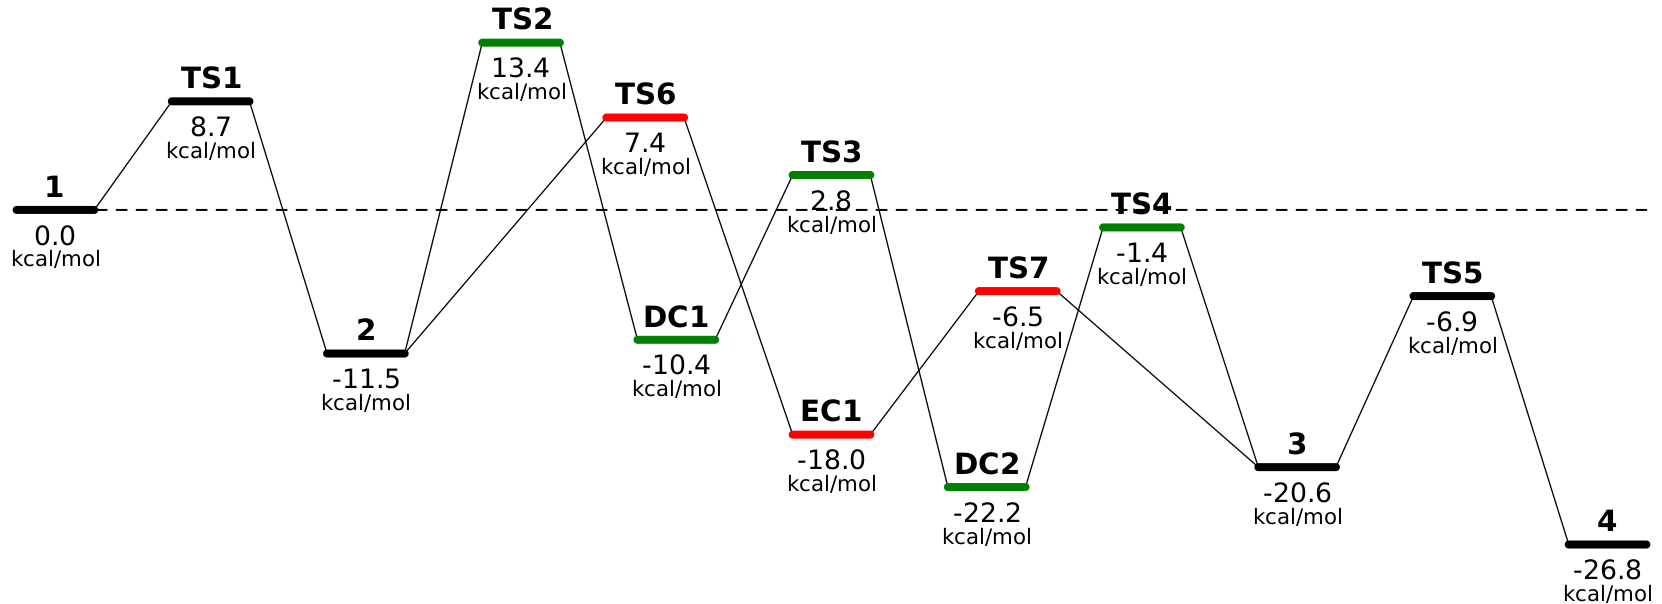 TS2
13.4
kcal/mol
TS1
8.7
kcal/mol
TS6
7.4
kcal/mol
TS3
2.8
kcal/mol
1
0.0
kcal/mol
TS4
-1.4
kcal/mol
TS7
-6.5
kcal/mol
TS5
-6.9
kcal/mol
2
-11.5
kcal/mol
DC1
-10.4
kcal/mol
EC1
-18.0
kcal/mol
DC2
-22.2
kcal/mol
3
-20.6
kcal/mol
4
-26.8
kcal/mol